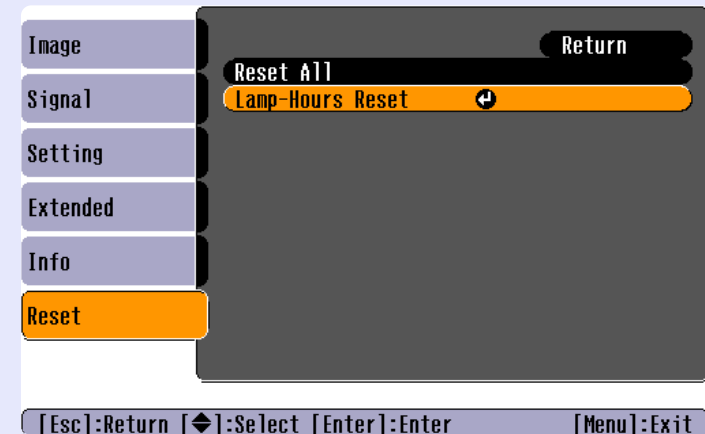 Image
Signal
Setting
Extended
Info
Reset
Return
Reset All
Lamp-Hours Reset
[Esc]:Return [◆]:Select [Enter]:Enter [Menu]:Exit